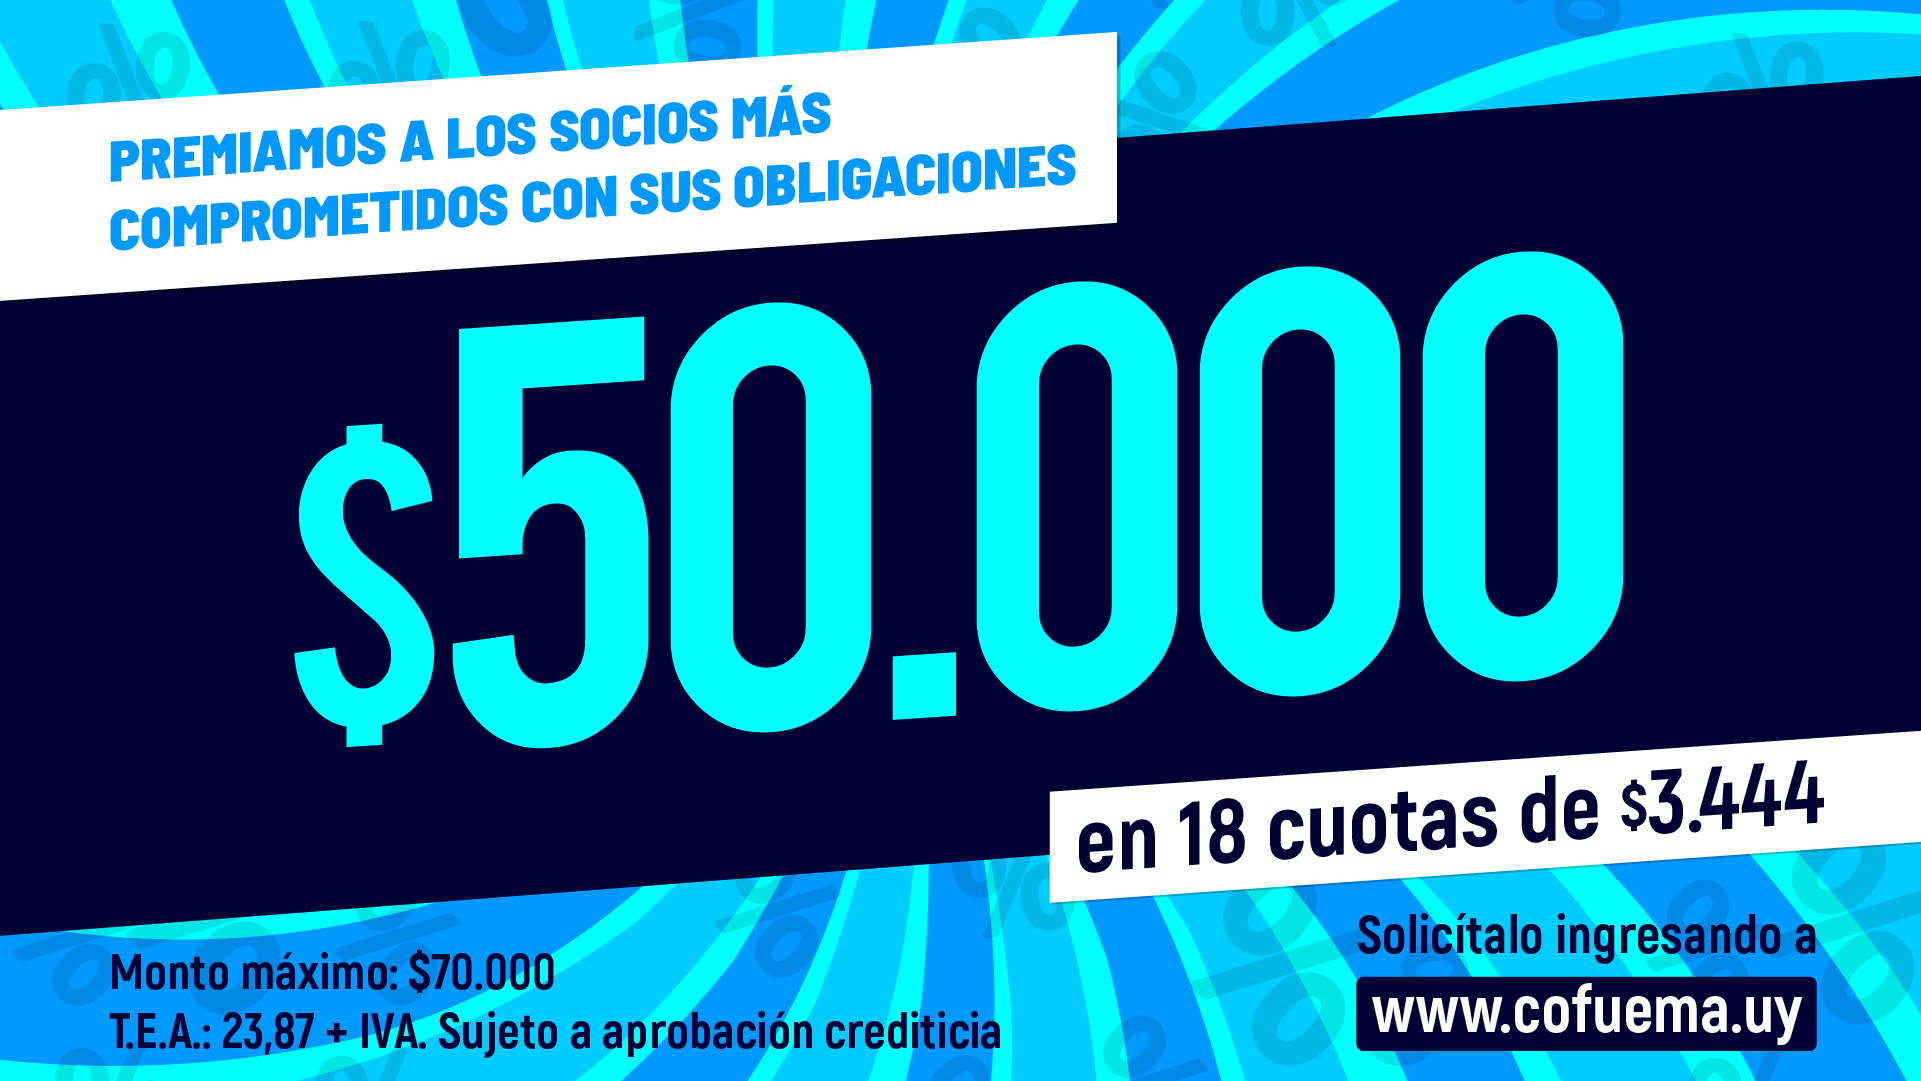 PREMIAMOS A LOS SOCIOS MÁS
COMPROMETIDOS CON SUS OBLIGACIONES
$50.000
en 18 cuotas de $3.444
Monto máximo: $70.000
T.E.A.: 23,87 + IVA. Sujeto a aprobación crediticia
Solicítalo ingresando a
www.cofuema.uy